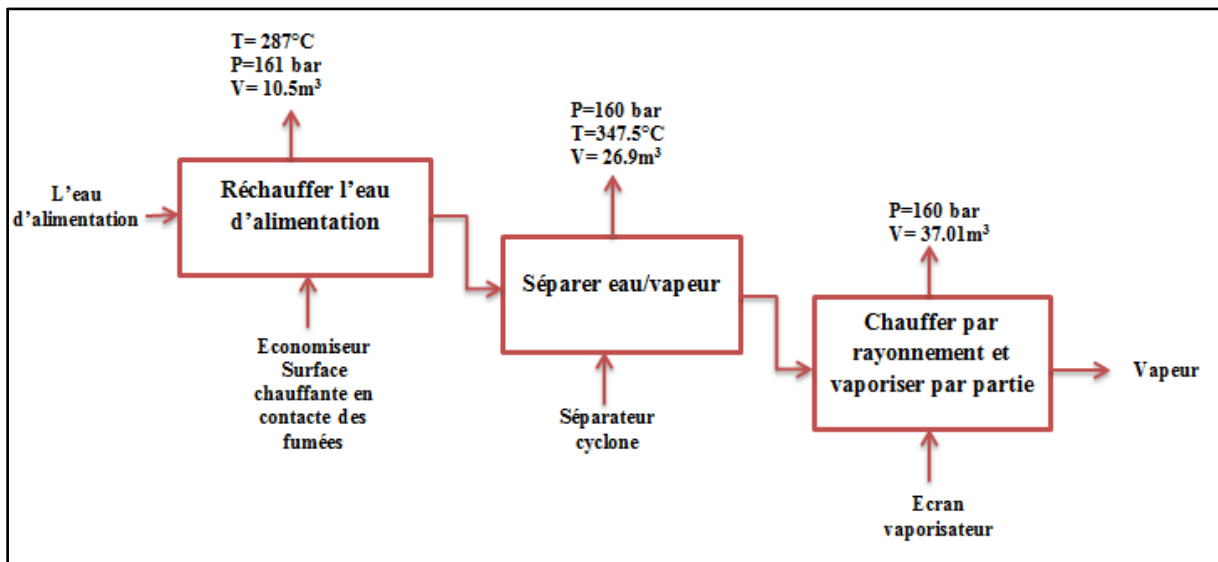 T= 287°C
P=161 bar
V= 10.5m³
L'eau
d'alimentation
Réchauffer l'eau
d'alimentation
Economiseur
Surface
chauffante en
contacte des
fumées
P=160 bar
T=347.5°C
V= 26.9m³
Séparer eau/vapeur
Séparateur
cyclone
P=160 bar
V= 37.01m³
Chauffer par
rayonnement et
vaporiser par partie
Vapeur
Ecran
vaporisateur